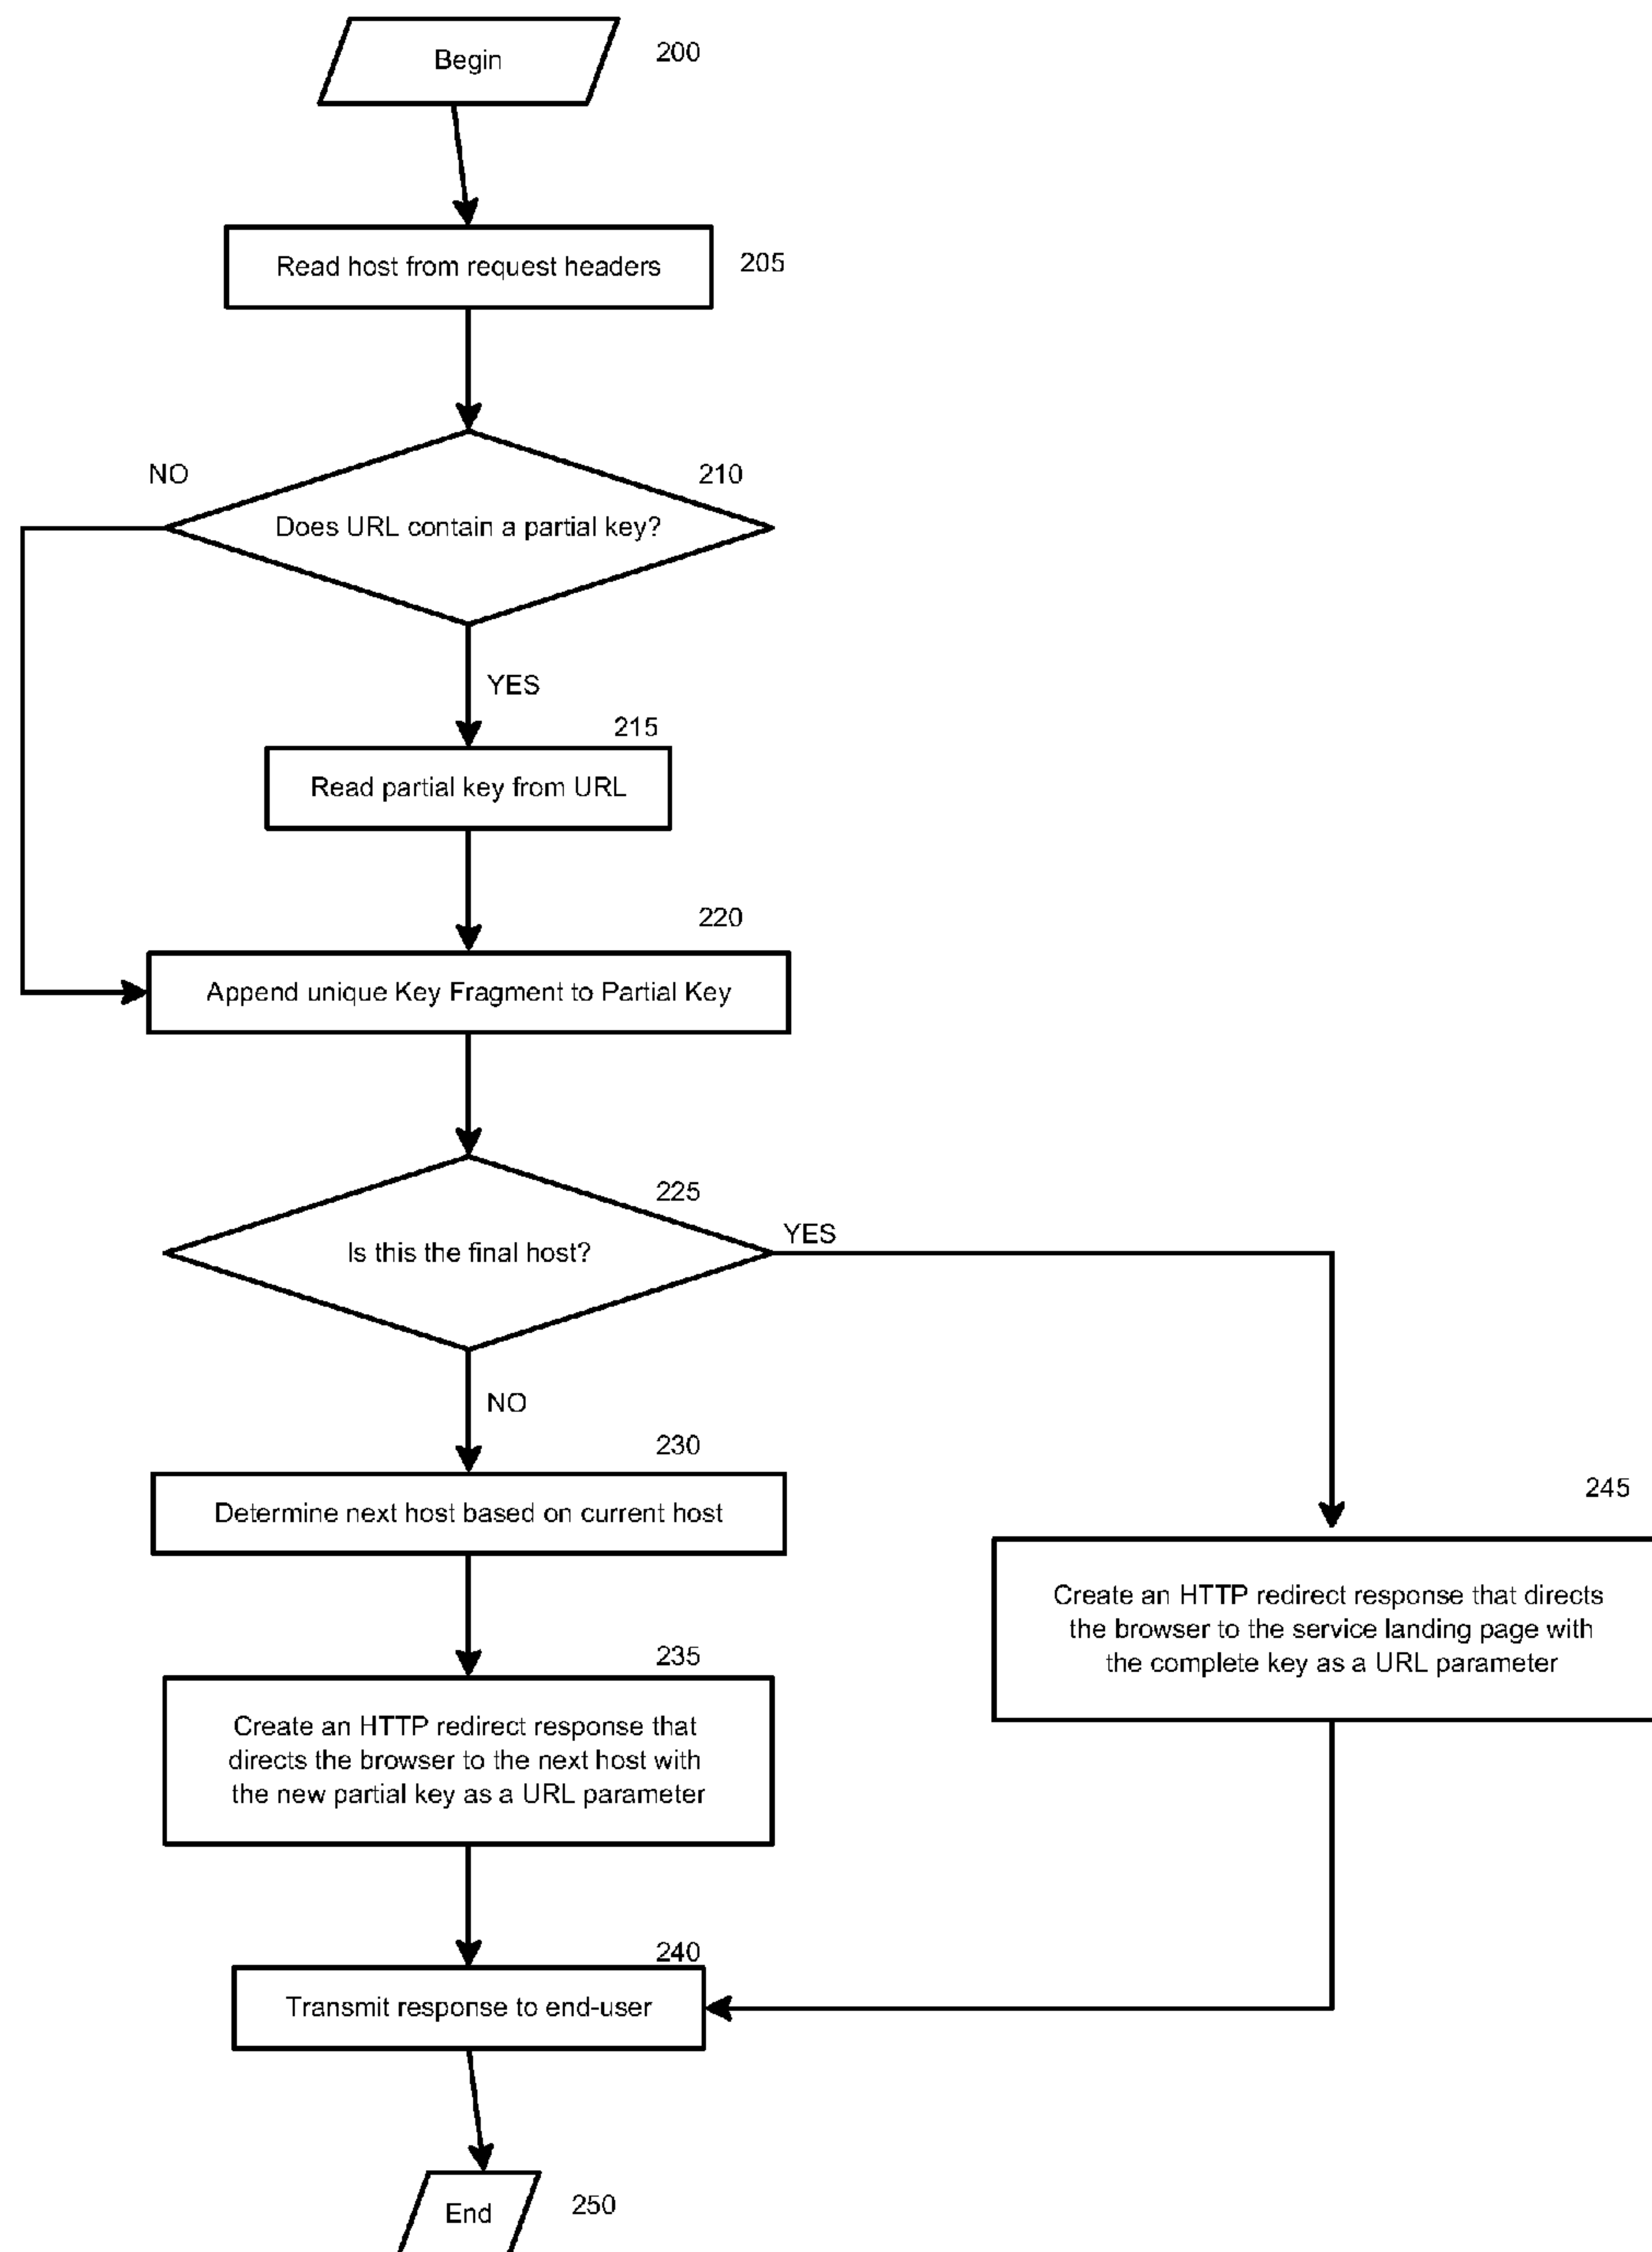 Begin
200
Read host from request headers
205
NO
210
Does URL contain a partial key?
YES
215
Read partial key from URL
220
Append unique Key Fragment to Partial Key
225
YES
Is this the final host?
NO
230
Determine next host based on current host
245
Create an HTTP redirect response that directs
the browser to the service landing page with
the complete key as a URL parameter
235
Create an HTTP redirect response that
directs the browser to the next host with
the new partial key as a URL parameter
240
Transmit response to end-user
End
250